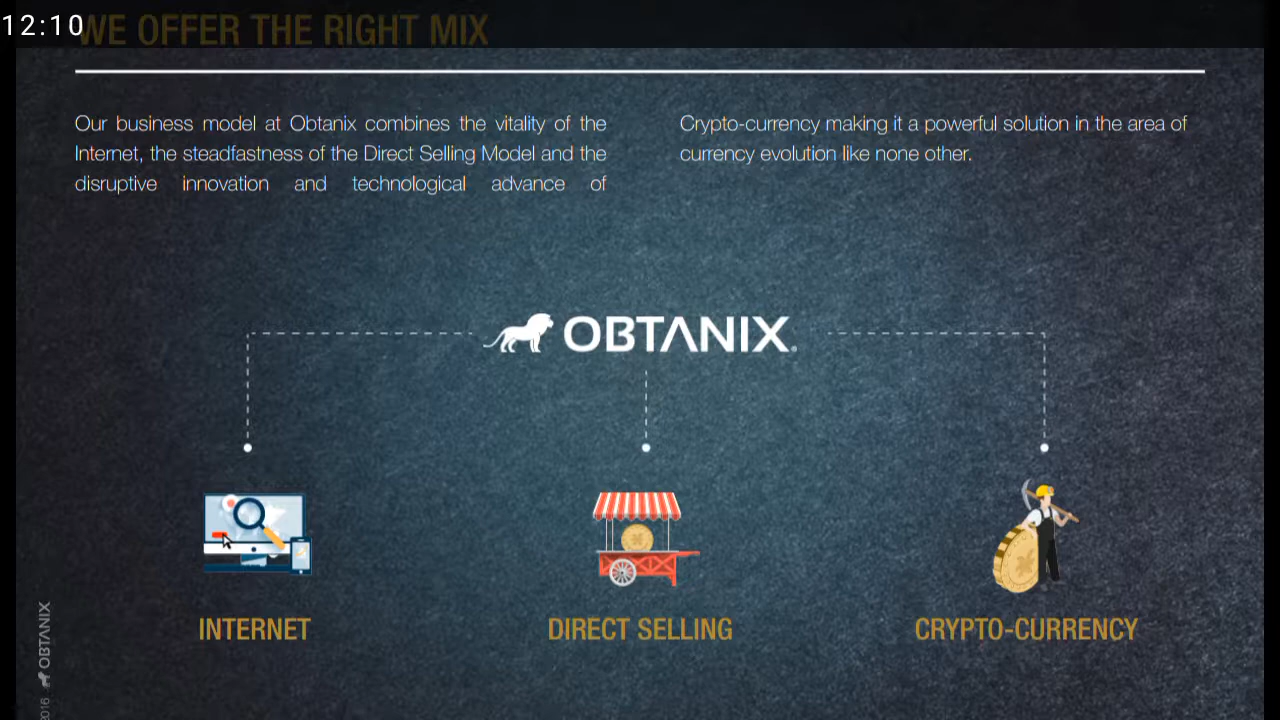 12:10
WE OFFER THE RIGHT MIX
Our business model at Obtanix combines the vitality of the
Internet, the steadfastness of the Direct Selling Model and the
disruptive innovation and technological advance of
Crypto-currency making it a powerful solution in the area of
currency evolution like none other.
OBTANIX
INTERNET
DIRECT SELLING
CRYPTO-CURRENCY
2016 OBTANIX